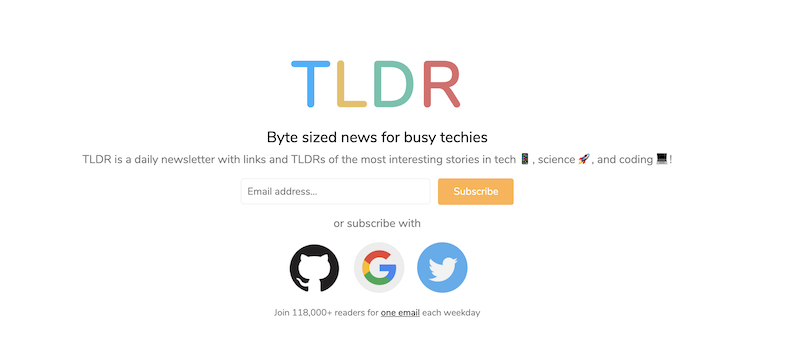 TLDR
Byte sized news for busy techies
TLDR is a daily newsletter with links and TLDRs of the most interesting stories in tech 📱, science 🚀, and coding 💻!
Email address...
Subscribe
or subscribe with
G
Join 118,000+ readers for one email each weekday